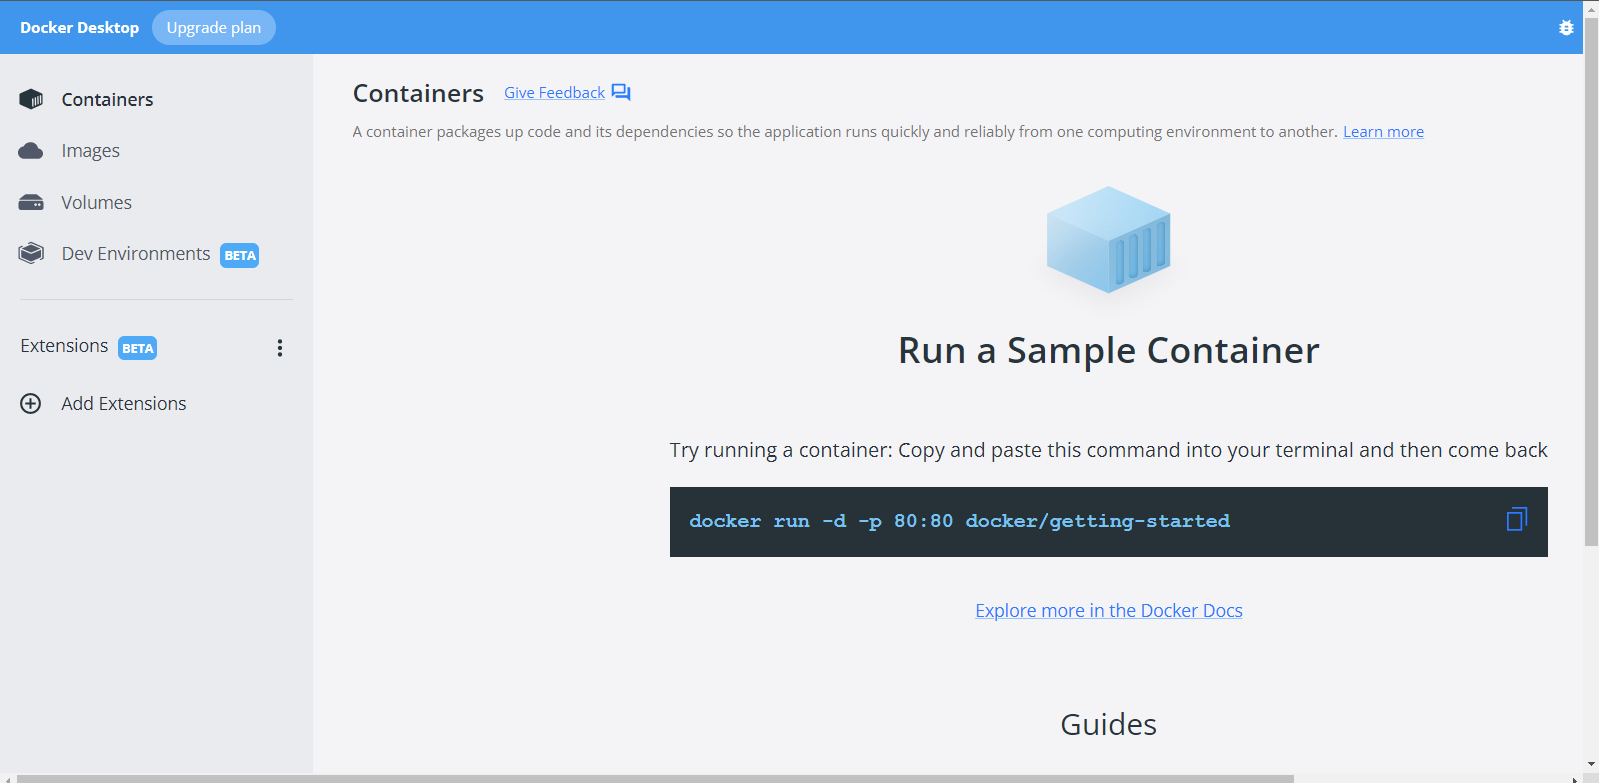 Docker Desktop Upgrade plan
Containers
Images
Volumes
Dev Environments BETA
Extensions BETA
Add Extensions
Containers Give Feedback
A container packages up code and its dependencies so the application runs quickly and reliably from one computing environment to another. Learn more
Run a Sample Container
Try running a container: Copy and paste this command into your terminal and then come back
docker run -d -p 80:80 docker/getting-started
Explore more in the Docker Docs
Guides